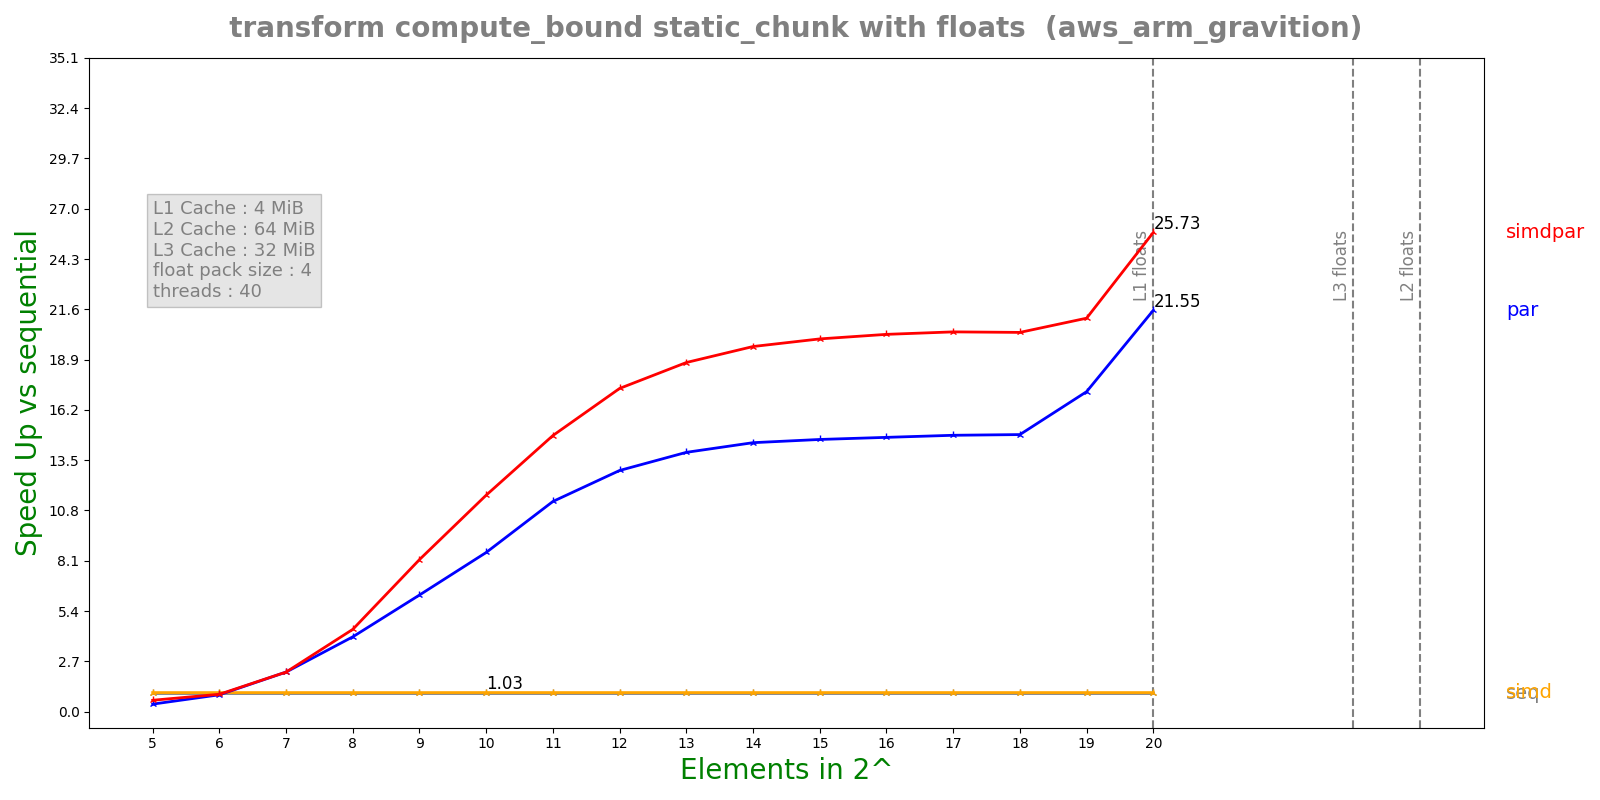 transform compute_bound static_chunk with floats (aws_arm_gravition)
Speed Up vs sequential
35.1
32.4
29.7
27.0
24.3
21.6
18.9
16.2
13.5
10.8
8.1
5.4
2.7
0.0
L1 Cache : 4 MiB
L2 Cache : 64 MiB
L3 Cache : 32 MiB
float pack size : 4
threads : 40
25.73
21.55
1.03
L1 floats
L3 floats
L2 floats
simdpar
par
simd
seq
5 6 7 8 9 10 11 12 13 14 15 16 17 18 19 20
Elements in 2^